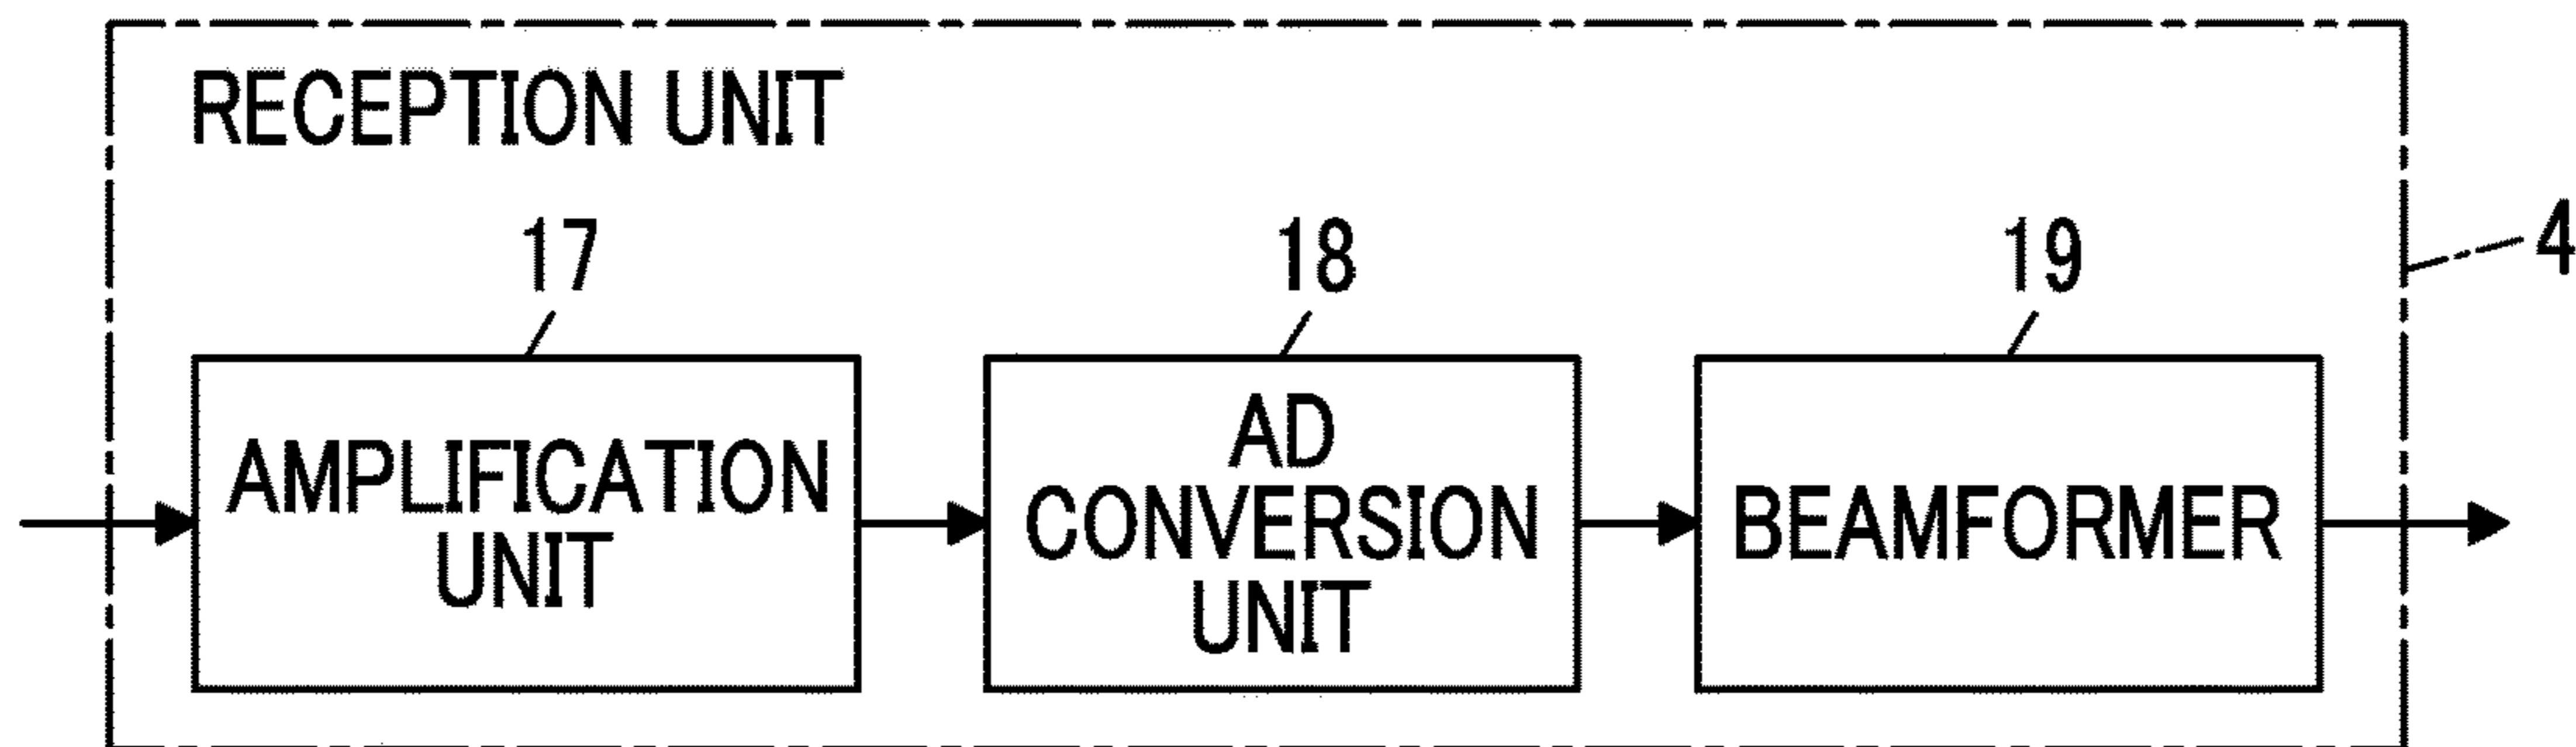 RECEPTION UNIT
17
18
19
4
AMPLIFICATION
UNIT
AD
CONVERSION
UNIT
BEAMFORMER